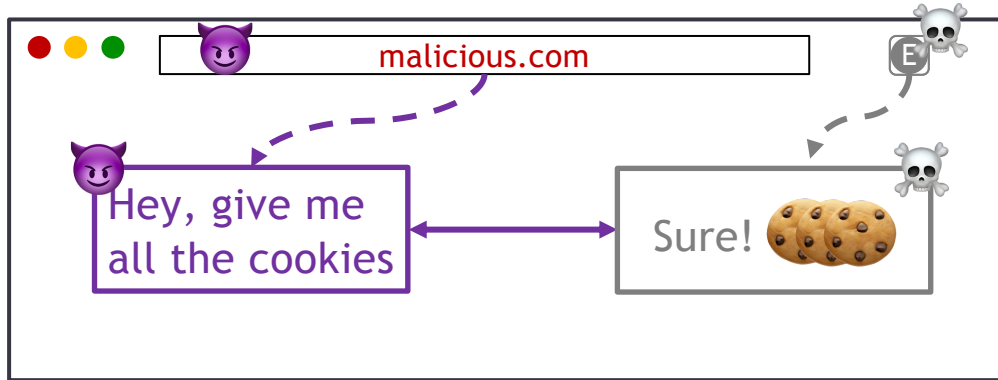 malicious.com
E
Hey, give me
all the cookies
Sure!